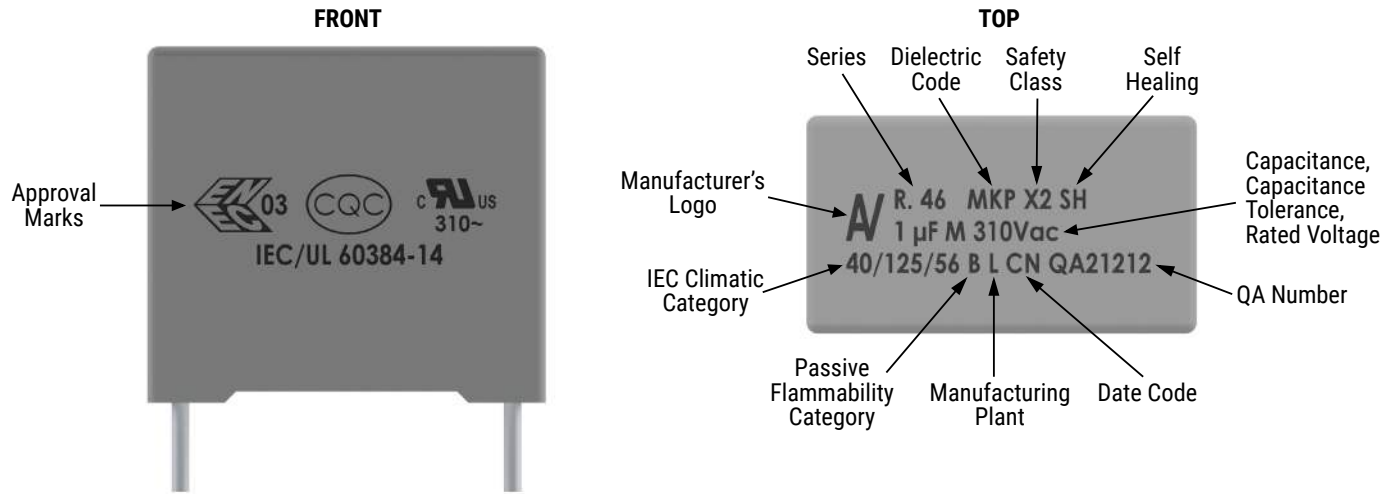 FRONT
Approval
Marks
EN
EC
03
CQC
C
US
310~
IEC/UL 60384-14
TOP
Series
Dielectric
Code
Safety
Class
Self
Healing
Manufacturer's
Logo
R. 46 MKP X2 SH
1 µF M 310Vac
40/125/56 B L CN QA21212
Capacitance,
Capacitance
Tolerance,
Rated Voltage
IEC Climatic
Category
QA Number
Passive
Flammability
Category
Manufacturing
Plant
Date Code